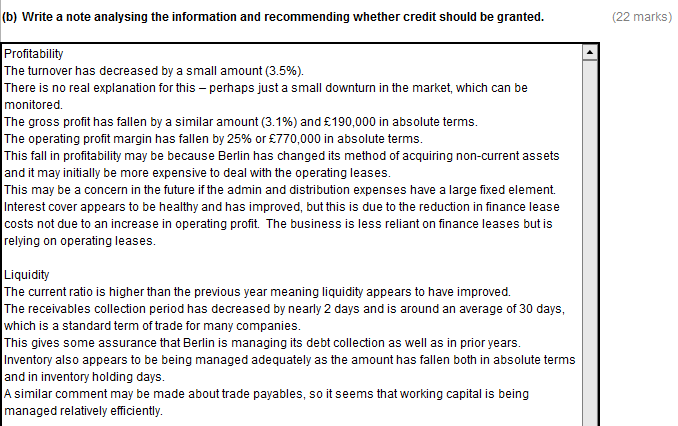 (b) Write a note analysing the information and recommending whether credit should be granted.
(22 marks)
Profitability
The turnover has decreased by a small amount (3.5%).
There is no real explanation for this – perhaps just a small downturn in the market, which can be
monitored.
The gross profit has fallen by a similar amount (3.1%) and £190,000 in absolute terms.
The operating profit margin has fallen by 25% or £770,000 in absolute terms.
This fall in profitability may be because Berlin has changed its method of acquiring non-current assets
and it may initially be more expensive to deal with the operating leases.
This may be a concern in the future if the admin and distribution expenses have a large fixed element.
Interest cover appears to be healthy and has improved, but this is due to the reduction in finance lease
costs not due to an increase in operating profit.  The business is less reliant on finance leases but is
relying on operating leases.
Liquidity
The current ratio is higher than the previous year meaning liquidity appears to have improved.
The receivables collection period has decreased by nearly 2 days and is around an average of 30 days,
which is a standard term of trade for many companies.
This gives some assurance that Berlin is managing its debt collection as well as in prior years.
Inventory also appears to be being managed adequately as the amount has fallen both in absolute terms
and in inventory holding days.
A similar comment may be made about trade payables, so it seems that working capital is being
managed relatively efficiently.